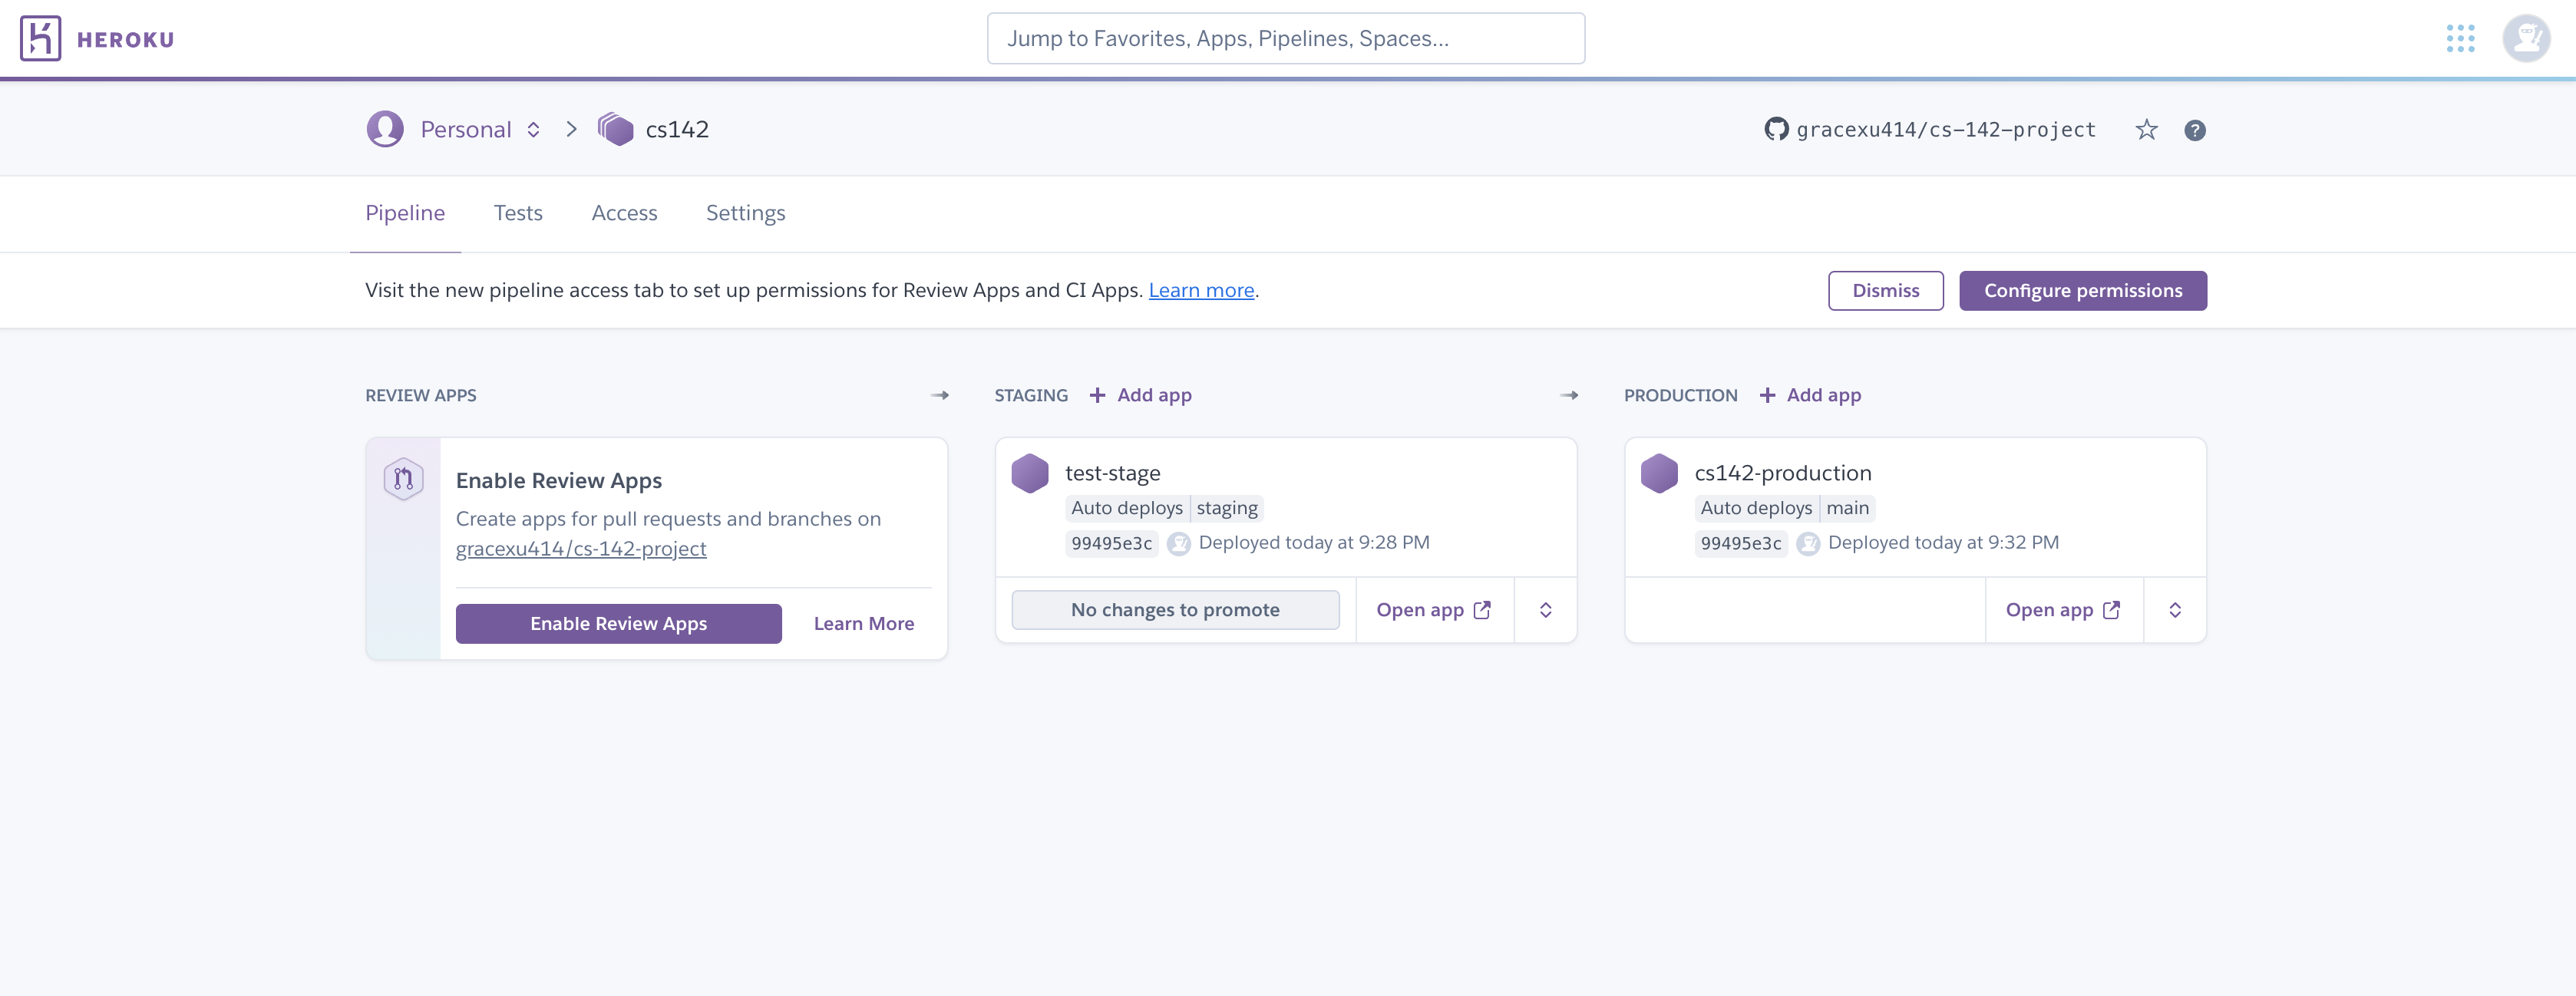 HEROKU
Jump to Favorites, Apps, Pipelines, Spaces...
Personal
cs142
gracexu414/cs-142-project
?
Pipeline Tests Access Settings
Visit the new pipeline access tab to set up permissions for Review Apps and CI Apps. Learn more.
Dismiss
Configure permissions
REVIEW APPS
Enable Review Apps
Create apps for pull requests and branches on
gracexu414/cs-142-project
Enable Review Apps
Learn More
STAGING
Add app
test-stage
Auto deploys staging
99495e3c Deployed today at 9:28 PM
No changes to promote
Open app
PRODUCTION
Add app
cs142-production
Auto deploys main
99495e3c Deployed today at 9:32 PM
Open app